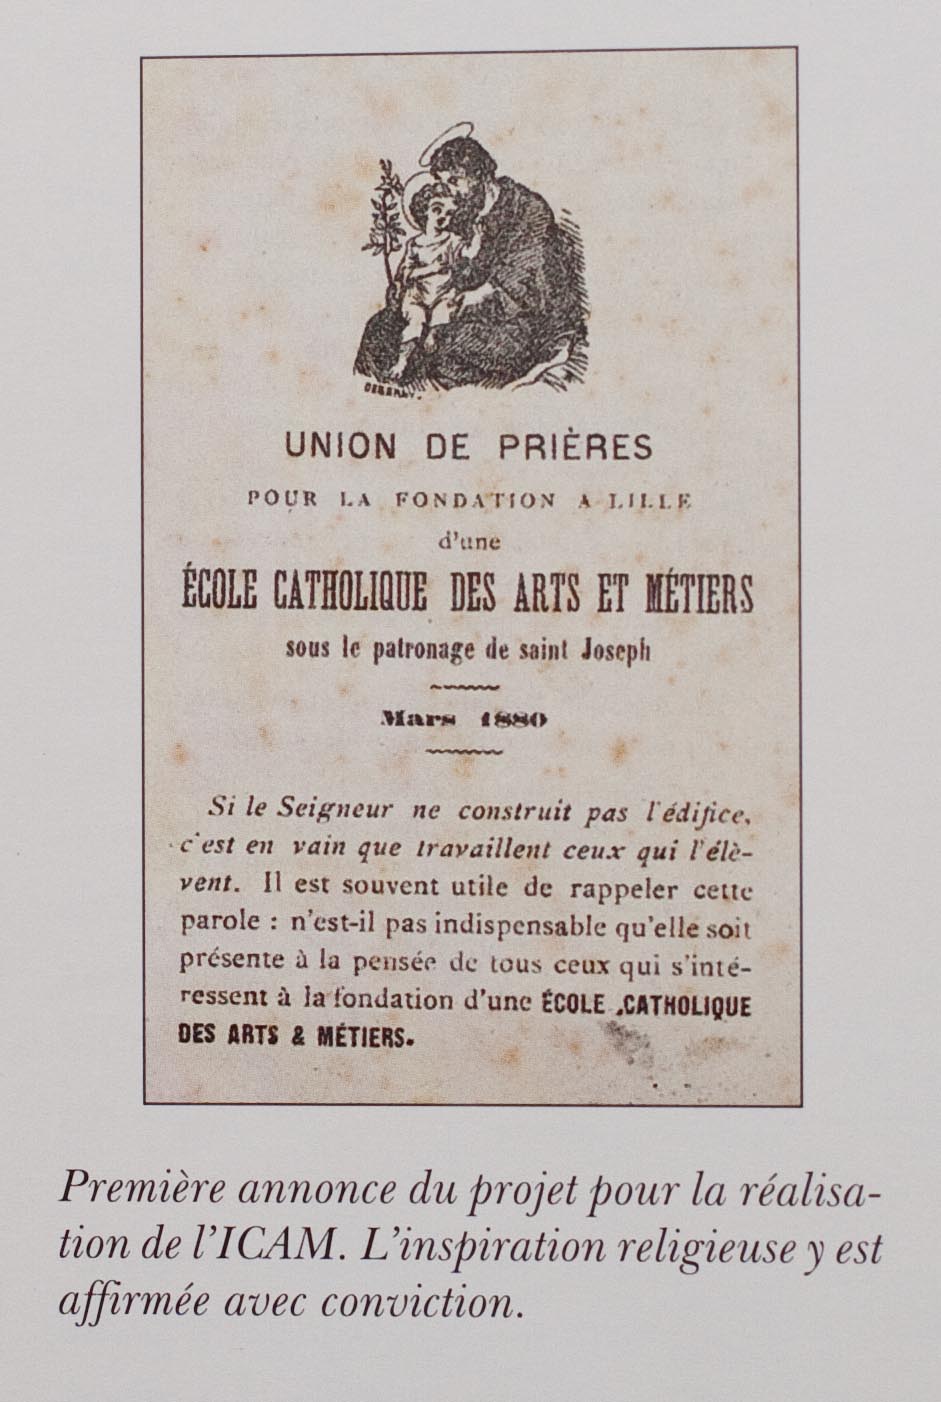 UNION DE PRIÈRES
POUR LA FONDATION A LILLE
d'une
ÉCOLE CATHOLIQUE DES ARTS ET MÉTIERS
sous le patronage de saint Joseph
Mars 1880
Si le Seigneur ne construit pas l'édifice,
c'est en vain que travaillent ceux qui l'élè-
vent. Il est souvent utile de rappeler cette
parole : n'est-il pas indispensable qu'elle soit
présente à la pensée de tous ceux qui s'inté-
ressent à la fondation d'une ÉCOLE CATHOLIQUE
DES ARTS & MÉTIERS.
Première annonce du projet pour la réalisa-
tion de l'ICAM. L'inspiration religieuse y est
affirmée avec conviction.